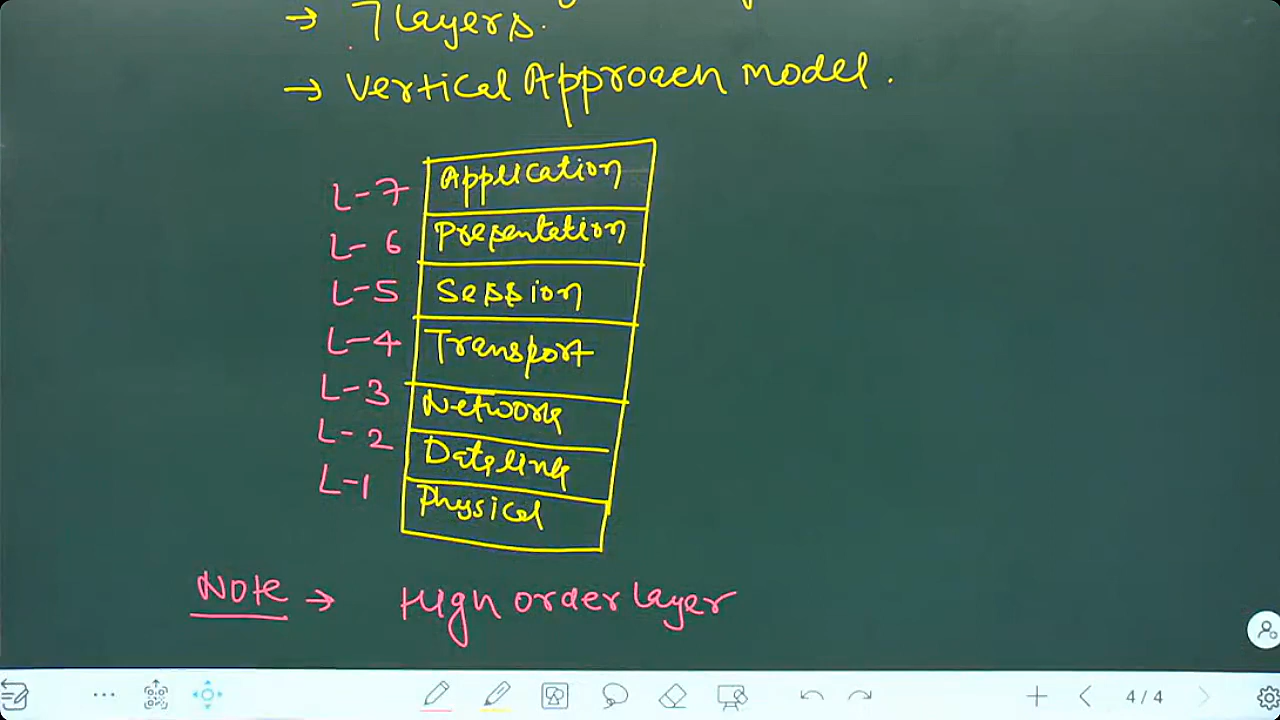 → 7 layers.
→ Vertical Approach model.
L-7 Application
L-6 Presentation
L-5 Session
L-4 Transport
L-3 Network
L-2 Datalink
L-1 Physical
Note → High order layer
4/4